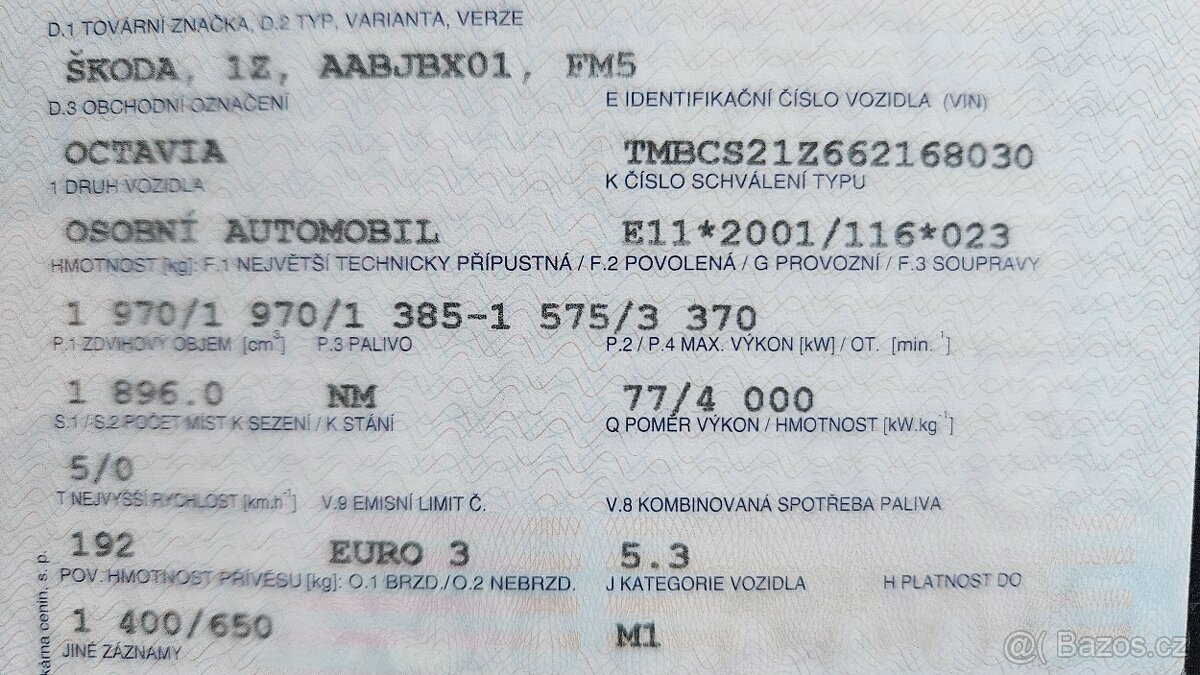 D.1 TOVÁRNÍ ZNAČKA, D.2 TYP, VARIANTA, VERZE
ŠKODA, 1Z, AABJBX01, FM5
D.3 OBCHODNÍ OZNAČENÍ E IDENTIFIKAČNÍ ČÍSLO VOZIDLA (VIN)
OCTAVIA TMBCS21Z662168030
1 DRUH VOZIDLA K ČÍSLO SCHVÁLENÍ TYPU
OSOBNÍ AUTOMOBIL E11*2001/116*023
HMOTNOST [kg]: F.1 NEJVĚTŠÍ TECHNICKY PŘÍPUSTNÁ / F.2 POVOLENÁ / G PROVOZNÍ / F.3 SOUPRAVY
1 970/1 970/1 385-1 575/3 370
P.1 ZDVIHOVÝ OBJEM [cm³] P.3 PALIVO P.2 / P.4 MAX. VÝKON [kW] / OT. [min.⁻¹]
1 896.0 NM 77/4 000
S.1 / S.2 POČET MÍST K SEZENÍ / K STÁNÍ Q POMĚR VÝKON / HMOTNOST [kW.kg⁻¹]
5/0
T NEJVYŠŠÍ RYCHLOST [km.h⁻¹] V.9 EMISNÍ LIMIT Č. V.8 KOMBINOVANÁ SPOTŘEBA PALIVA
192 EURO 3 5.3
POV. HMOTNOST PŘÍVĚSU [kg]: O.1 BRZD./O.2 NEBRZD. J KATEGORIE VOZIDLA H PLATNOST DO
1 400/650 M1
JINÉ ZÁZNAMY
kárna cenin, s. p.
@( Bazoš.cz